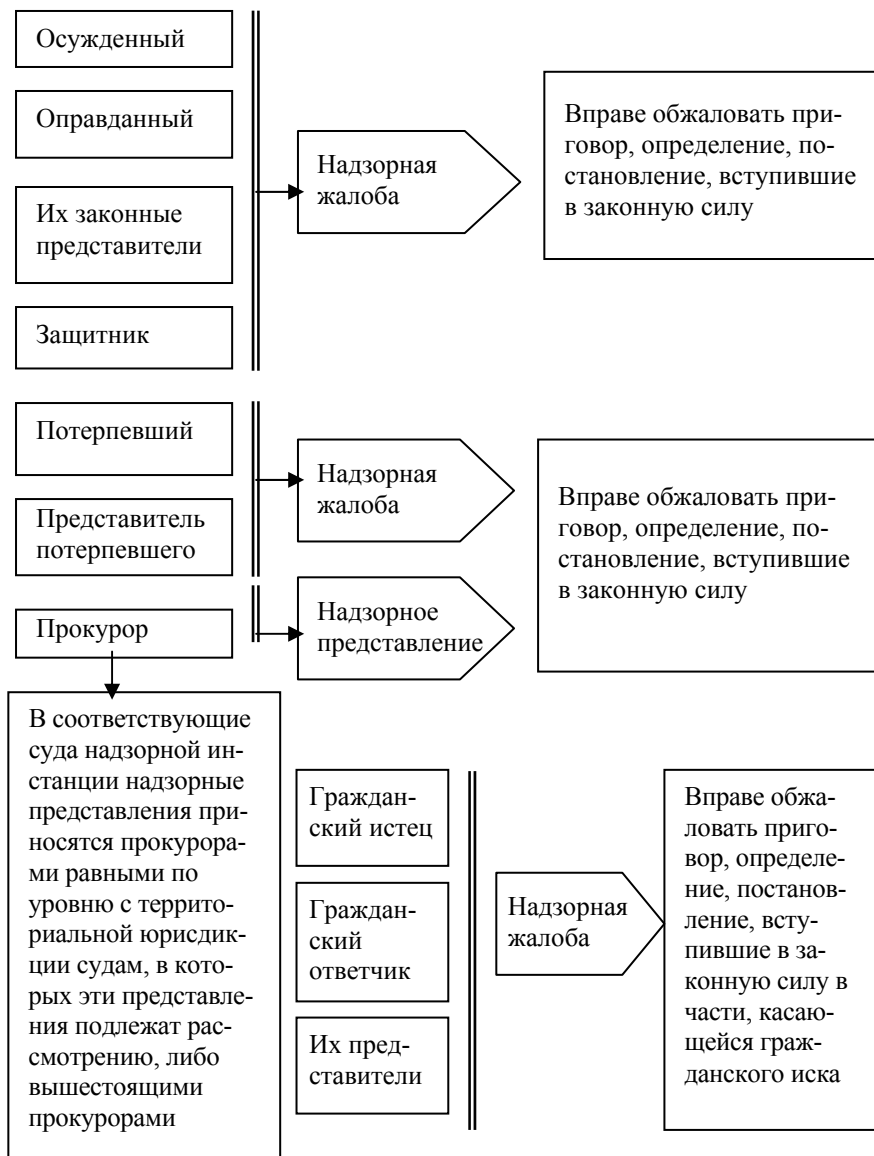 Осужденный
Оправданный
Их законные
представители
Защитник
Надзорная
жалоба
Вправе обжаловать при-
говор, определение, по-
становление, вступившие
в законную силу
Потерпевший
Представитель
потерпевшего
Надзорная
жалоба
Прокурор
Надзорное
представление
Вправе обжаловать при-
говор, определение, по-
становление, вступившие
в законную силу
В соответствующие
суда надзорной ин-
станции надзорные
представления при-
носятся прокурора-
ми равными по
уровню с террито-
риальной юрисдик-
ции судам, в кото-
рых эти представле-
ния подлежат рас-
смотрению, либо
вышестоящими
прокурорами
Граждан-
ский истец
Граждан-
ский
ответчик
Их пред-
ставители
Надзорная
жалоба
Вправе обжа-
ловать приго-
вор, определе-
ние, постанов-
ление, всту-
пившие в за-
конную силу в
части, касаю-
щейся граж-
данского иска